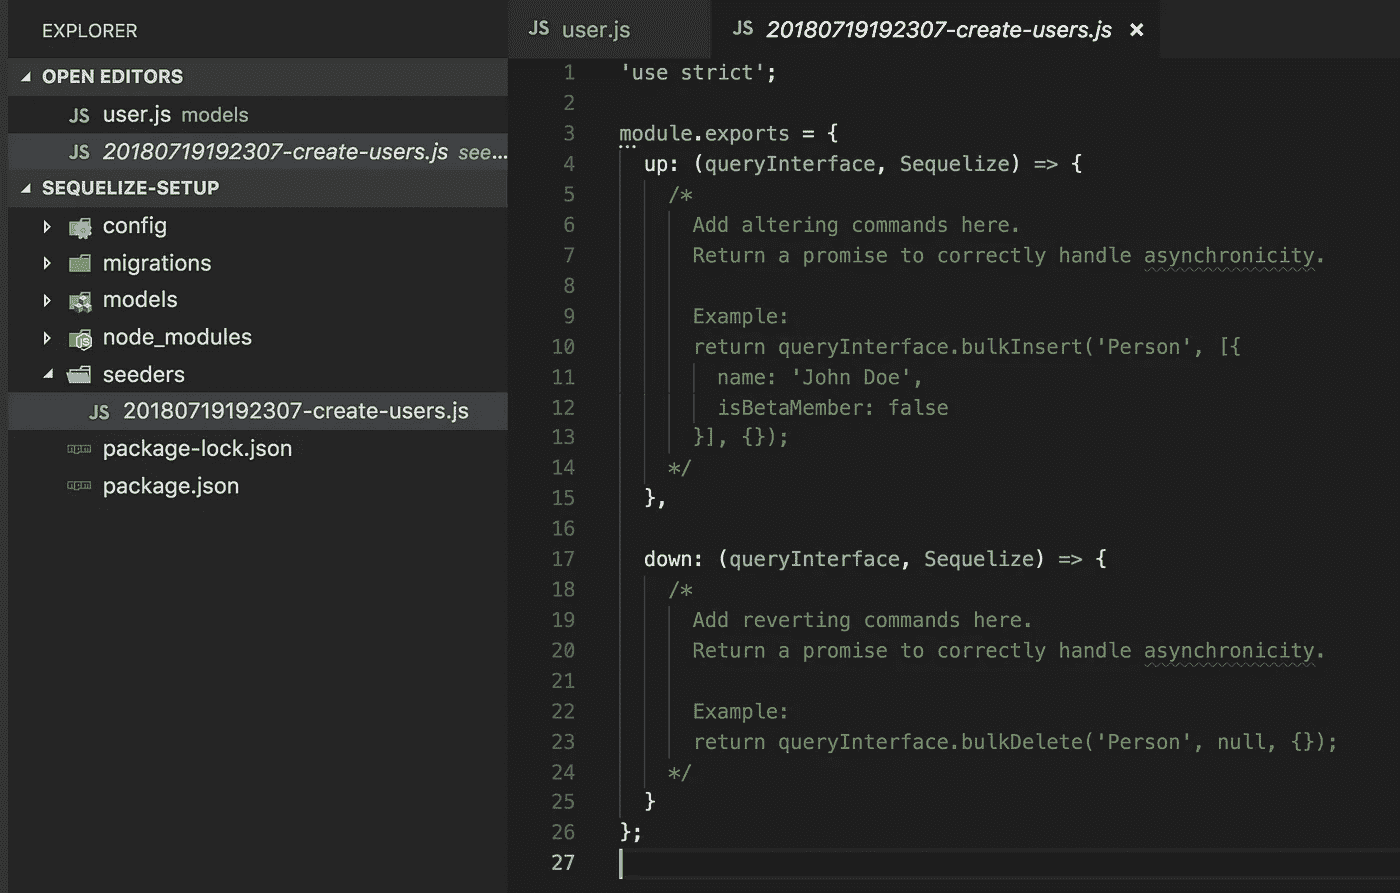 EXPLORER
OPEN EDITORS
JS user.js models
JS 20180719192307-create-users.js see...
SEQUELIZE-SETUP
config
migrations
models
node_modules
seeders
JS 20180719192307-create-users.js
package-lock.json
package.json
JS user.js JS 20180719192307-create-users.js ×
1 'use strict';
2
3 module.exports = {
4 up: (queryInterface, Sequelize) => {
5 /*
6 Add altering commands here.
7 Return a promise to correctly handle asynchronicity.
8
9 Example:
10 return queryInterface.bulkInsert('Person', [{
11 name: 'John Doe',
12 isBetaMember: false
13 }], {});
14 */
15 },
16
17 down: (queryInterface, Sequelize) => {
18 /*
19 Add reverting commands here.
20 Return a promise to correctly handle asynchronicity.
21
22 Example:
23 return queryInterface.bulkDelete('Person', null, {});
24 */
25 }
26 };
27